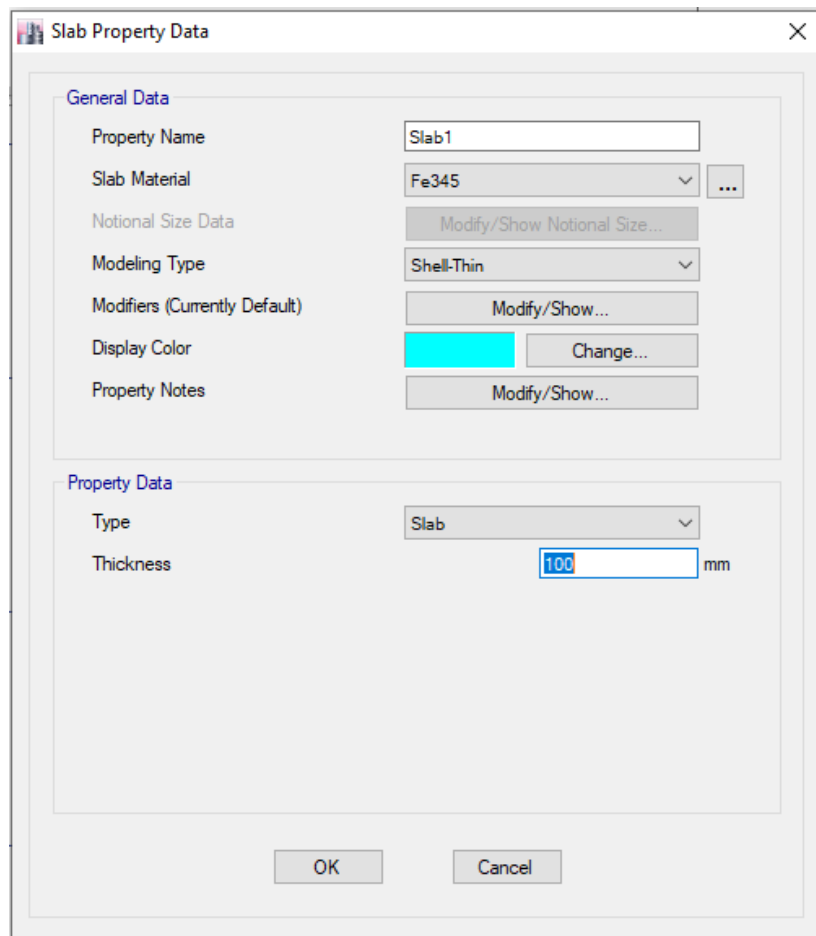 Slab Property Data
General Data
Property Name Slab1
Slab Material Fe345 ...
Notional Size Data Modify/Show Notional Size...
Modeling Type Shell-Thin
Modifiers (Currently Default) Modify/Show...
Display Color Change...
Property Notes Modify/Show...
Property Data
Type Slab
Thickness 100 mm
OK Cancel